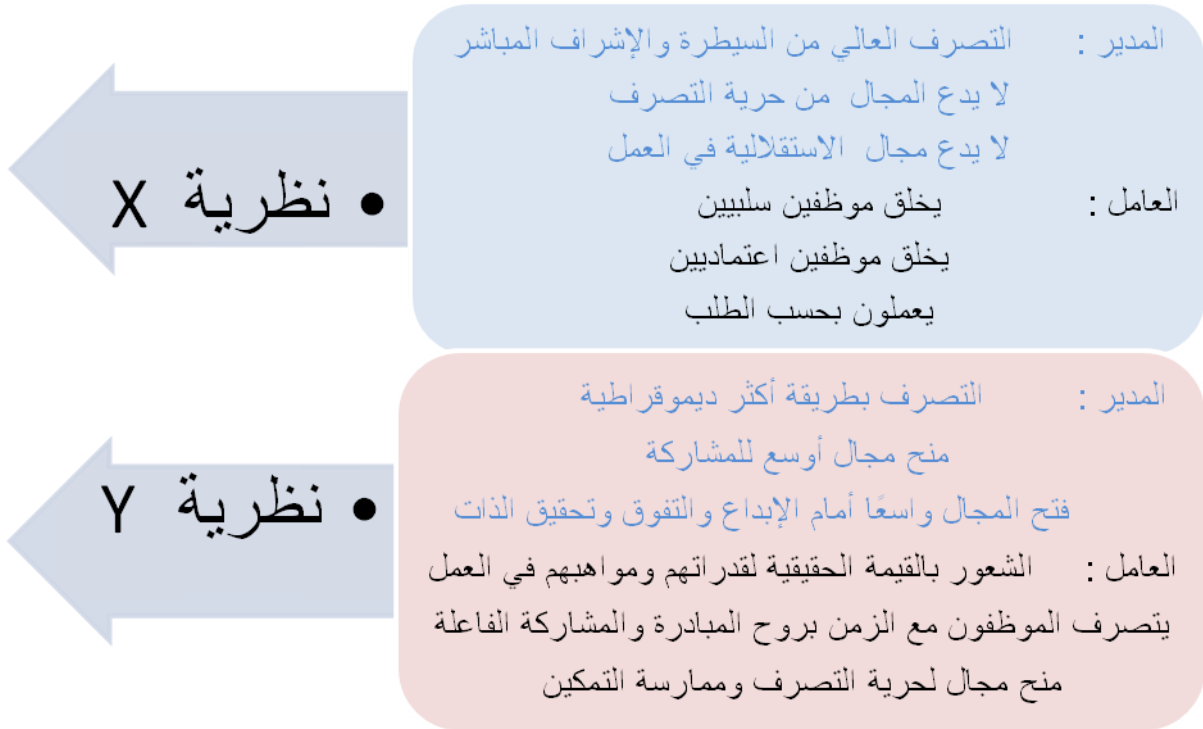 المدير : التصرف العالي من السيطرة والإشراف المباشر
لا يدع المجال من حرية التصرف
لا يدع مجال الاستقلالية في العمل
العامل : يخلق موظفين سلبيين
يخلق موظفين اعتماديين
يعملون بحسب الطلب
• نظرية X
المدير : التصرف بطريقة أكثر ديموقراطية
منح مجال أوسع للمشاركة
فتح المجال واسعًا أمام الإبداع والتفوق وتحقيق الذات
العامل : الشعور بالقيمة الحقيقية لقدراتهم ومواهبهم في العمل
يتصرف الموظفون مع الزمن بروح المبادرة والمشاركة الفاعلة
منح مجال لحرية التصرف وممارسة التمكين
• نظرية Y